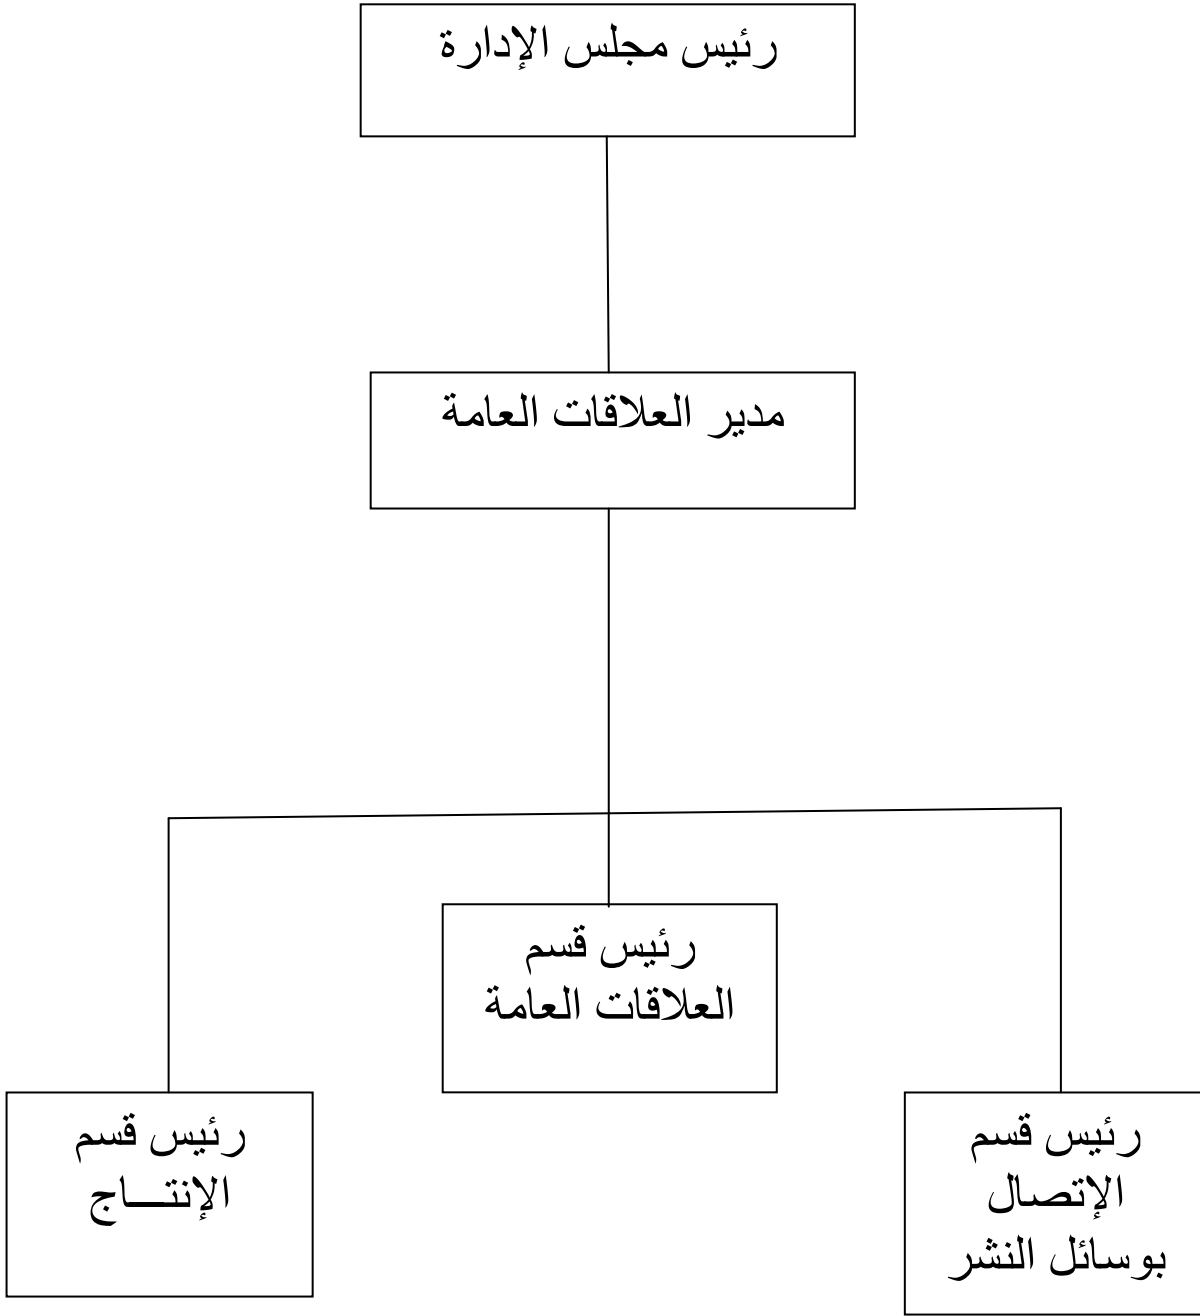 رئيس مجلس الإدارة
مدير العلاقات العامة
رئيس قسم
العلاقات العامة
رئيس قسم
الإتصال
بوسائل النشر
رئيس قسم
الإنتـــاج